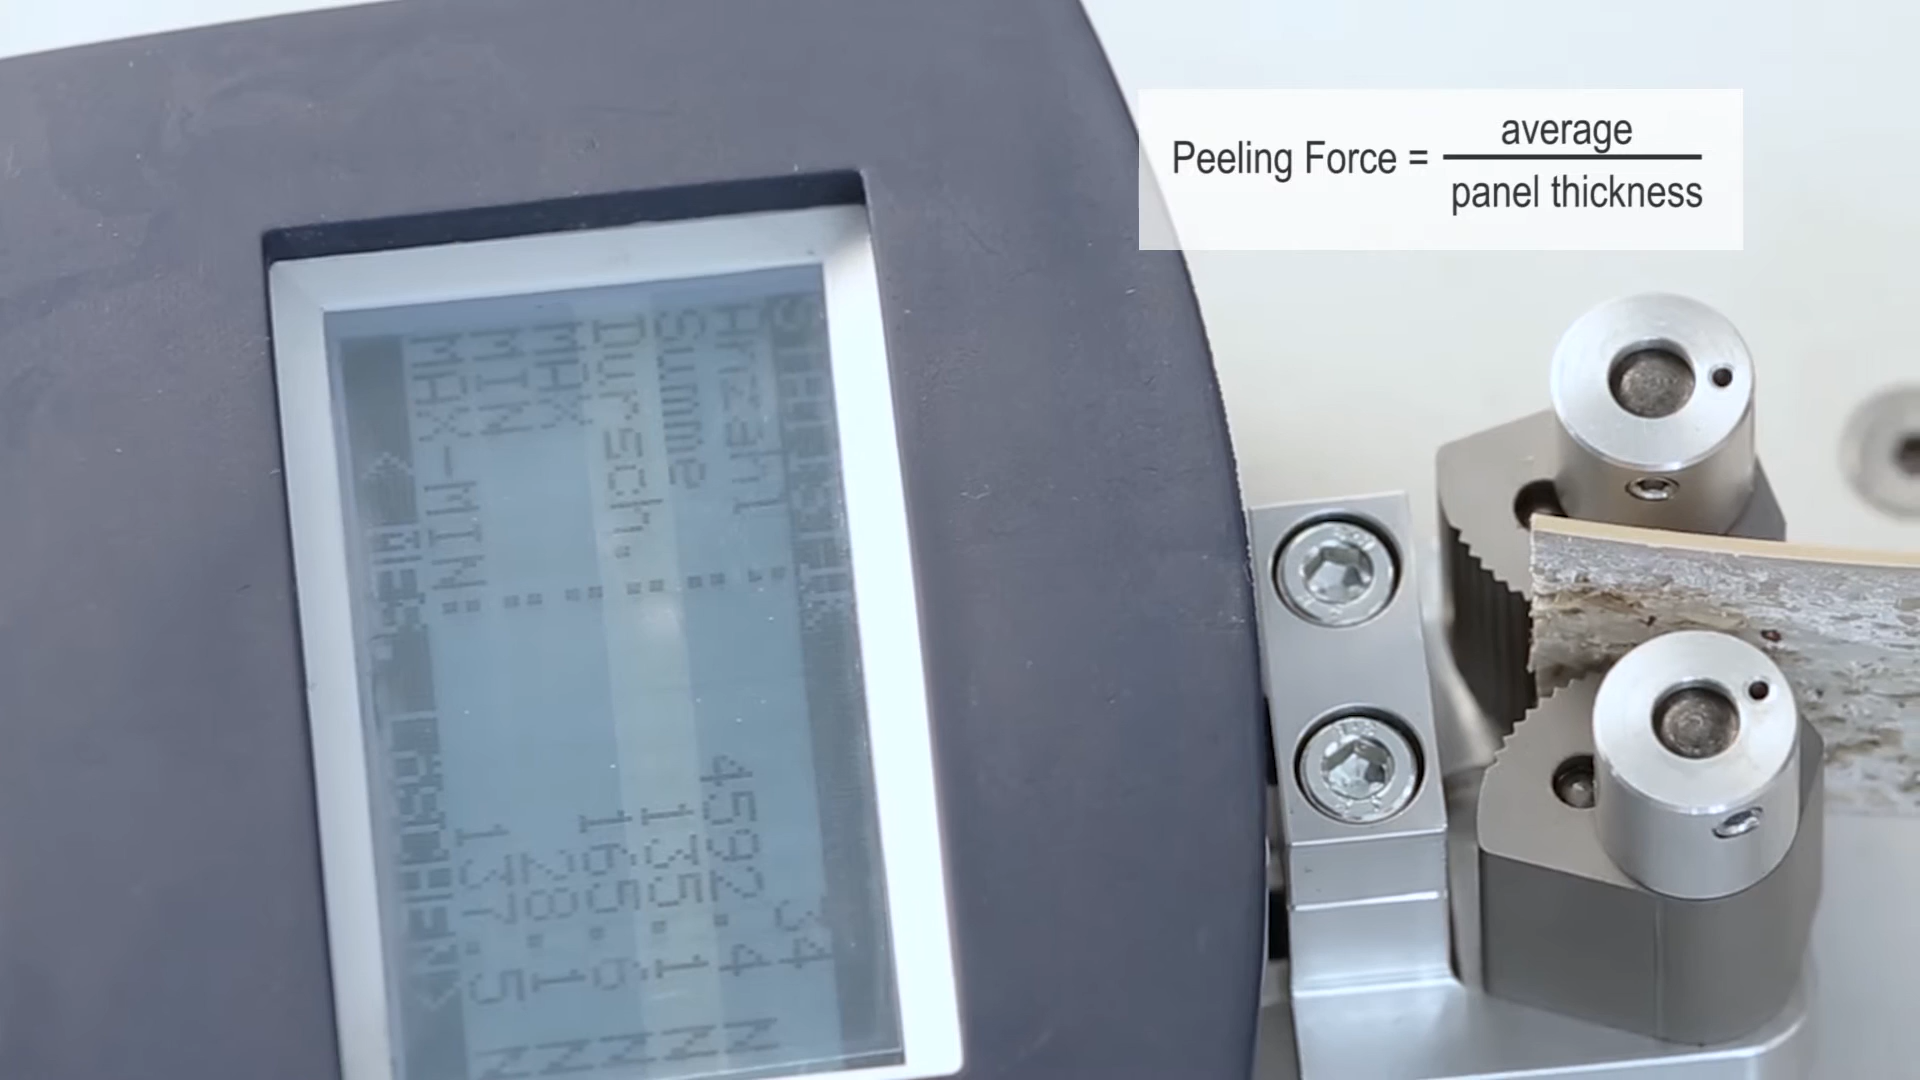 Peeling Force = average
panel thickness
STATISTIK
Anzahl : 34
Summe : 4592.4 N
Dursch. : 135.1 N
MAX : 165.6 N
MIN : 28.1 N
MAX-MIN: 137.5 N